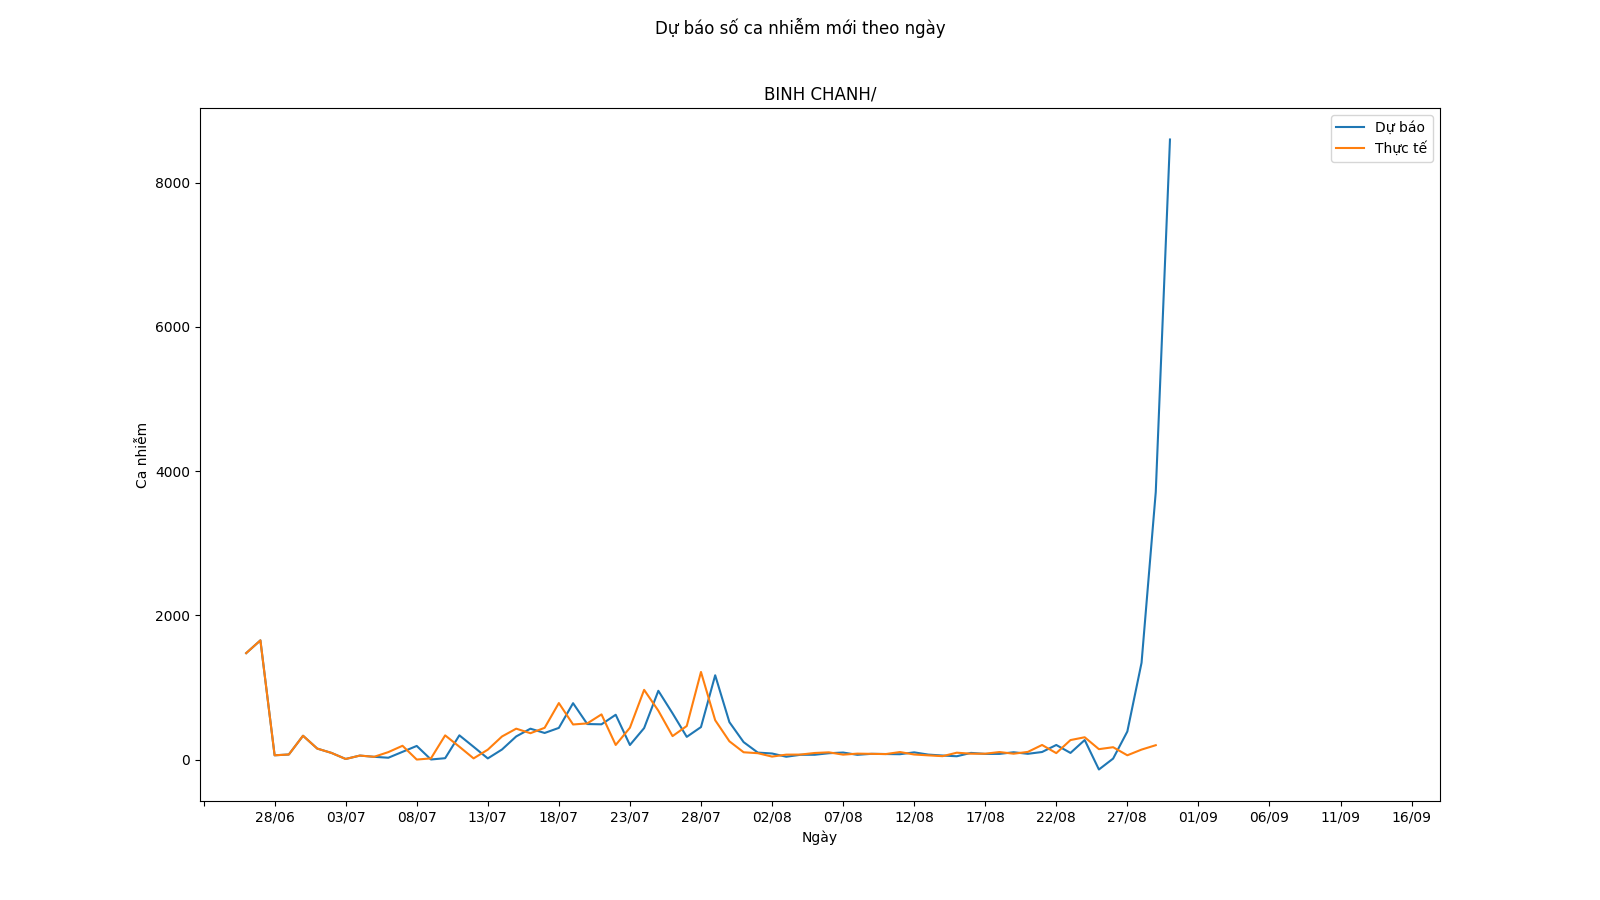 Dự báo số ca nhiễm mới theo ngày
BINH CHANH/
Dự báo
Thực tế
8000
6000
4000
2000
0
Ca nhiễm
28/06 03/07 08/07 13/07 18/07 23/07 28/07 02/08 07/08 12/08 17/08 22/08 27/08 01/09 06/09 11/09 16/09
Ngày